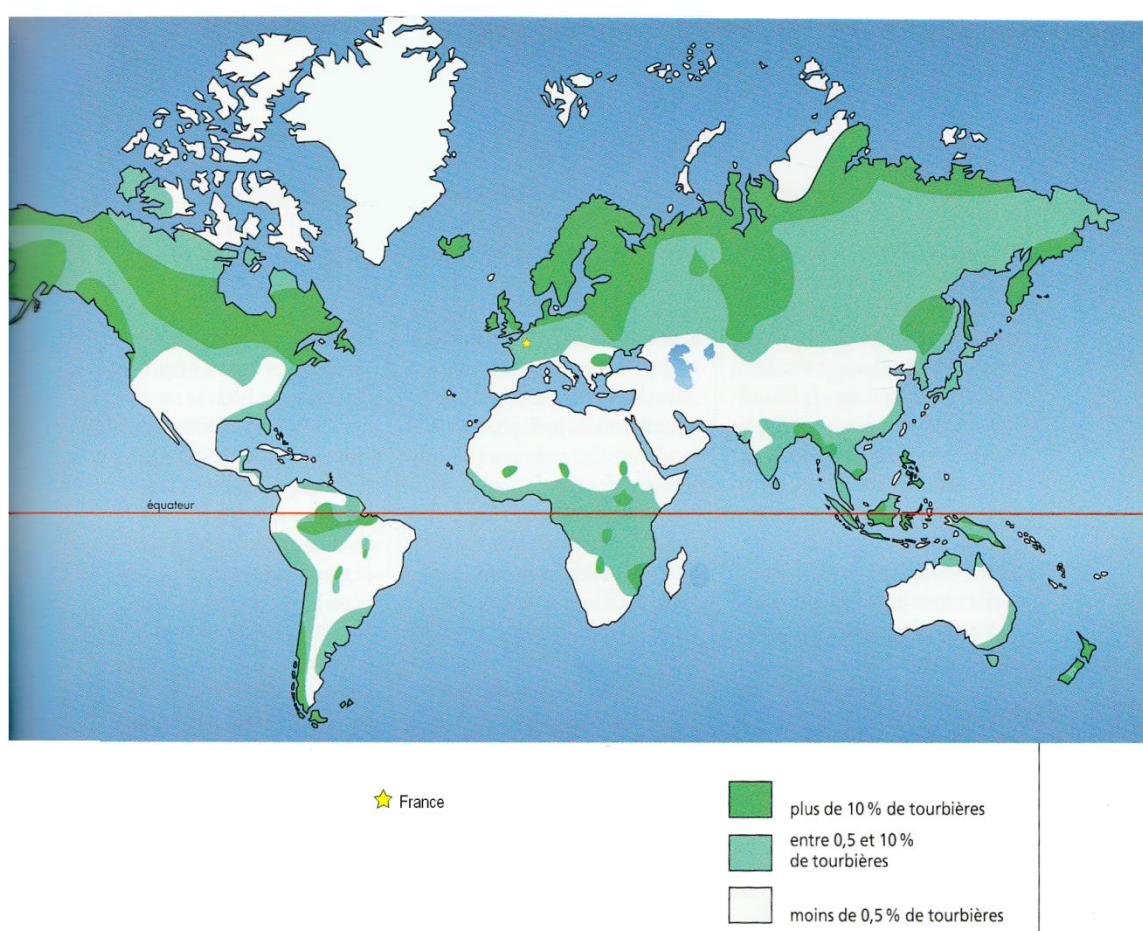 équateur
France
plus de 10 % de tourbières
entre 0,5 et 10 %
de tourbières
moins de 0,5 % de tourbières